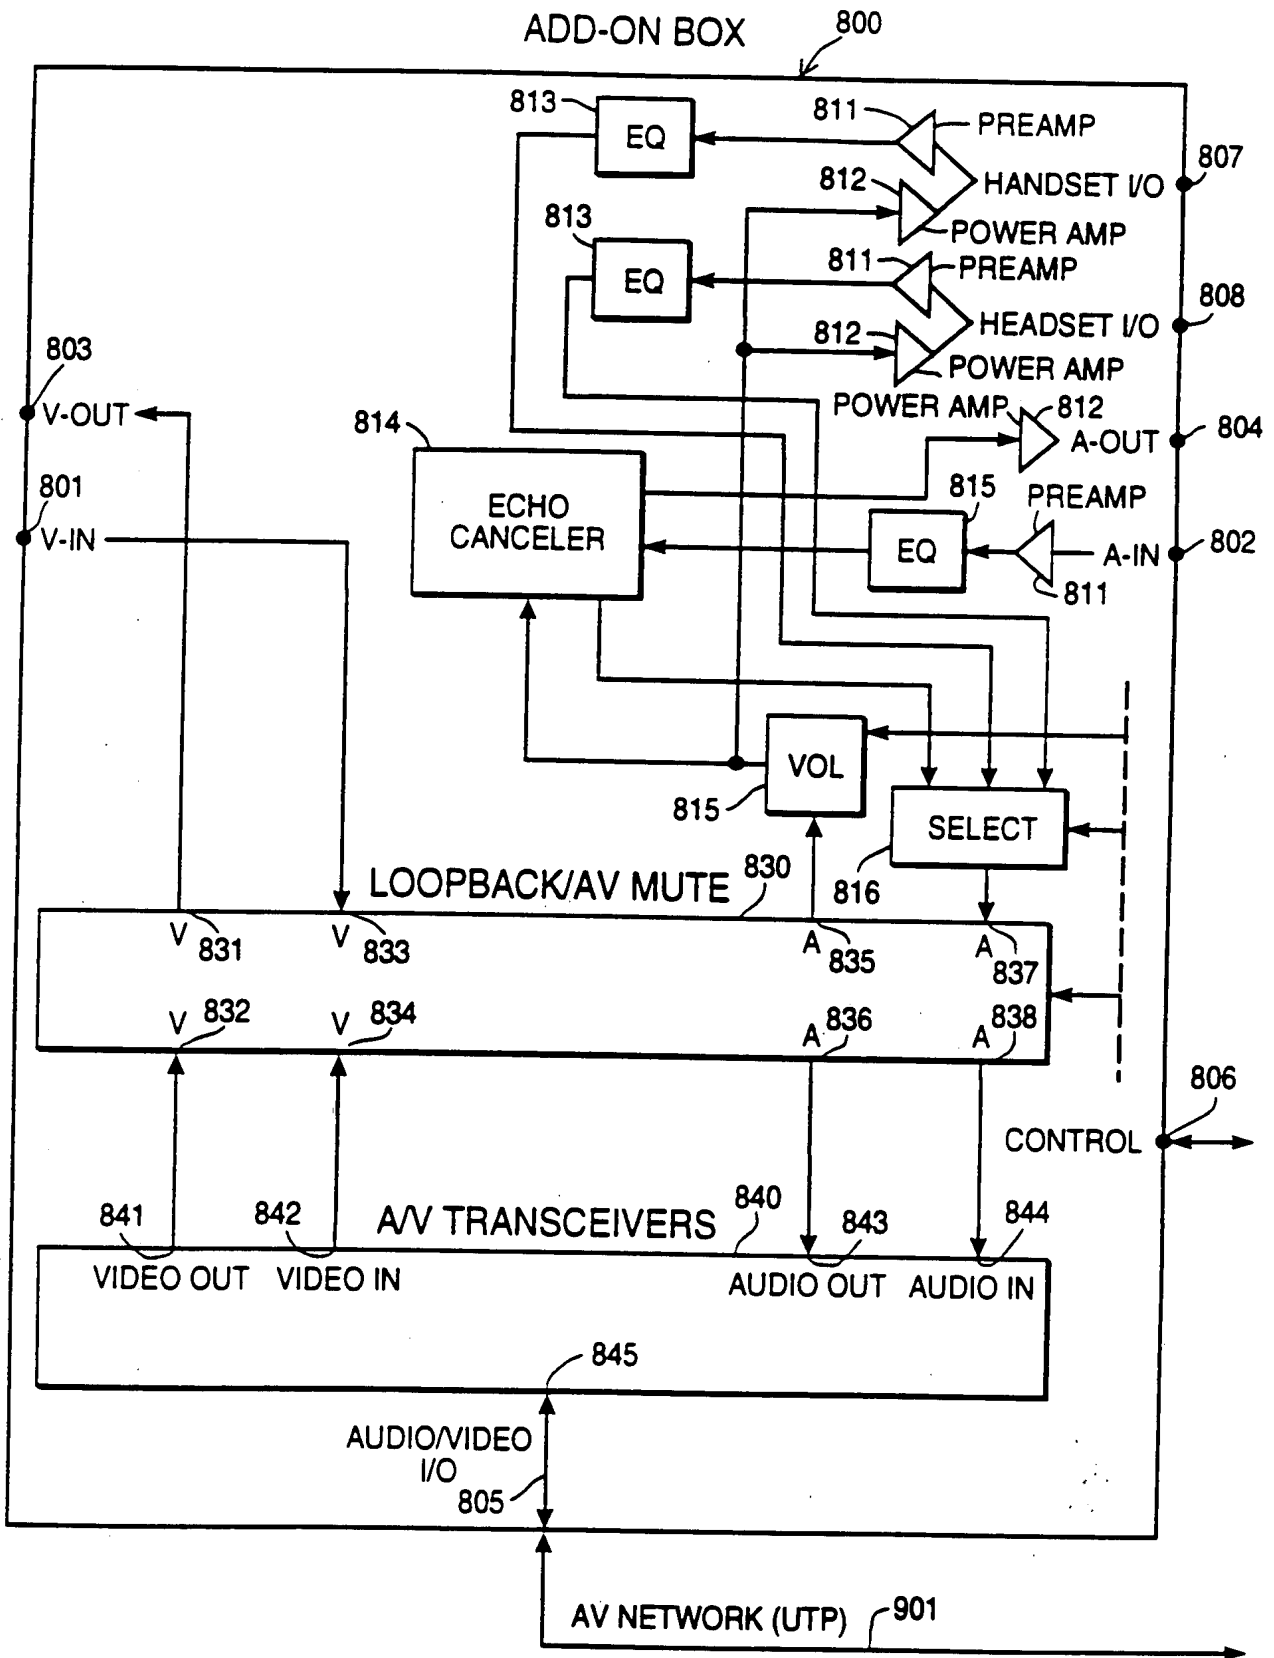 ADD-ON BOX
800
813
EQ
811
PREAMP
807
HANDSET I/O
812
POWER AMP
813
EQ
811
PREAMP
808
HEADSET I/O
812
POWER AMP
803
V-OUT
POWER AMP
812
A-OUT
804
814
ECHO
CANCELER
801
V-IN
815
EQ
PREAMP
A-IN
802
811
VOL
815
SELECT
816
LOOPBACK/AV MUTE
830
V
831
V
833
A
835
A
837
V
832
V
834
A
836
A
838
806
CONTROL
A/V TRANSCEIVERS
840
841
842
843
844
VIDEO OUT
VIDEO IN
AUDIO OUT
AUDIO IN
845
AUDIO/VIDEO
I/O
805
AV NETWORK (UTP)
901